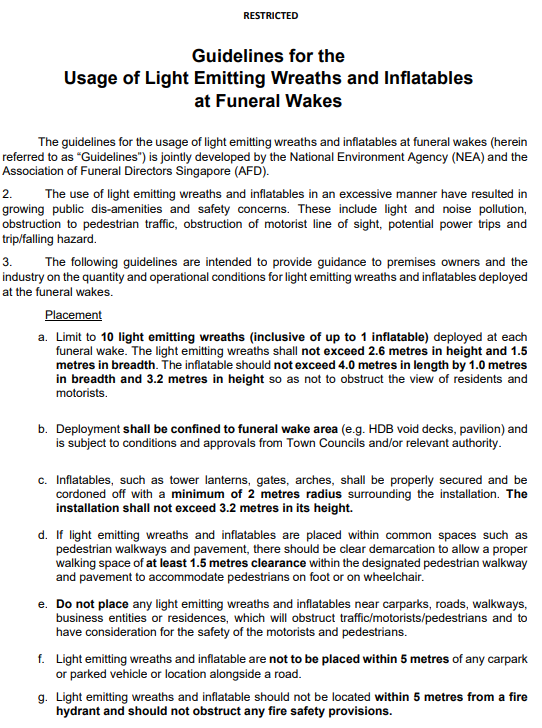 RESTRICTED
Guidelines for the
Usage of Light Emitting Wreaths and Inflatables
at Funeral Wakes
The guidelines for the usage of light emitting wreaths and inflatables at funeral wakes (herein
referred to as “Guidelines”) is jointly developed by the National Environment Agency (NEA) and the
Association of Funeral Directors Singapore (AFD).
2. The use of light emitting wreaths and inflatables in an excessive manner have resulted in
growing public dis-amenities and safety concerns. These include light and noise pollution,
obstruction to pedestrian traffic, obstruction of motorist line of sight, potential power trips and
trip/falling hazard.
3. The following guidelines are intended to provide guidance to premises owners and the
industry on the quantity and operational conditions for light emitting wreaths and inflatables deployed
at the funeral wakes.
Placement
a. Limit to 10 light emitting wreaths (inclusive of up to 1 inflatable) deployed at each
funeral wake. The light emitting wreaths shall not exceed 2.6 metres in height and 1.5
metres in breadth. The inflatable should not exceed 4.0 metres in length by 1.0 metres
in breadth and 3.2 metres in height so as not to obstruct the view of residents and
motorists.
b. Deployment shall be confined to funeral wake area (e.g. HDB void decks, pavilion) and
is subject to conditions and approvals from Town Councils and/or relevant authority.
c. Inflatables, such as tower lanterns, gates, arches, shall be properly secured and be
cordoned off with a minimum of 2 metres radius surrounding the installation. The
installation shall not exceed 3.2 metres in its height.
d. If light emitting wreaths and inflatables are placed within common spaces such as
pedestrian walkways and pavement, there should be clear demarcation to allow a proper
walking space of at least 1.5 metres clearance within the designated pedestrian walkway
and pavement to accommodate pedestrians on foot or on wheelchair.
e. Do not place any light emitting wreaths and inflatables near carparks, roads, walkways,
business entities or residences, which will obstruct traffic/motorists/pedestrians and to
have consideration for the safety of the motorists and pedestrians.
f. Light emitting wreaths and inflatable are not to be placed within 5 metres of any carpark
or parked vehicle or location alongside a road.
g. Light emitting wreaths and inflatable should not be located within 5 metres from a fire
hydrant and should not obstruct any fire safety provisions.